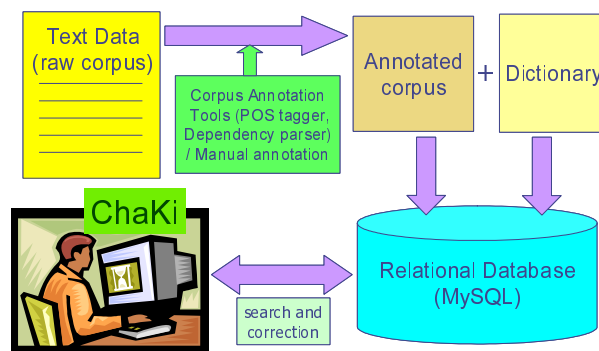 Text Data
(raw corpus)
Corpus Annotation
Tools (POS tagger,
Dependency parser)
/ Manual annotation
Annotated
corpus
+
Dictionary
ChaKi
search and
correction
Relational Database
(MySQL)